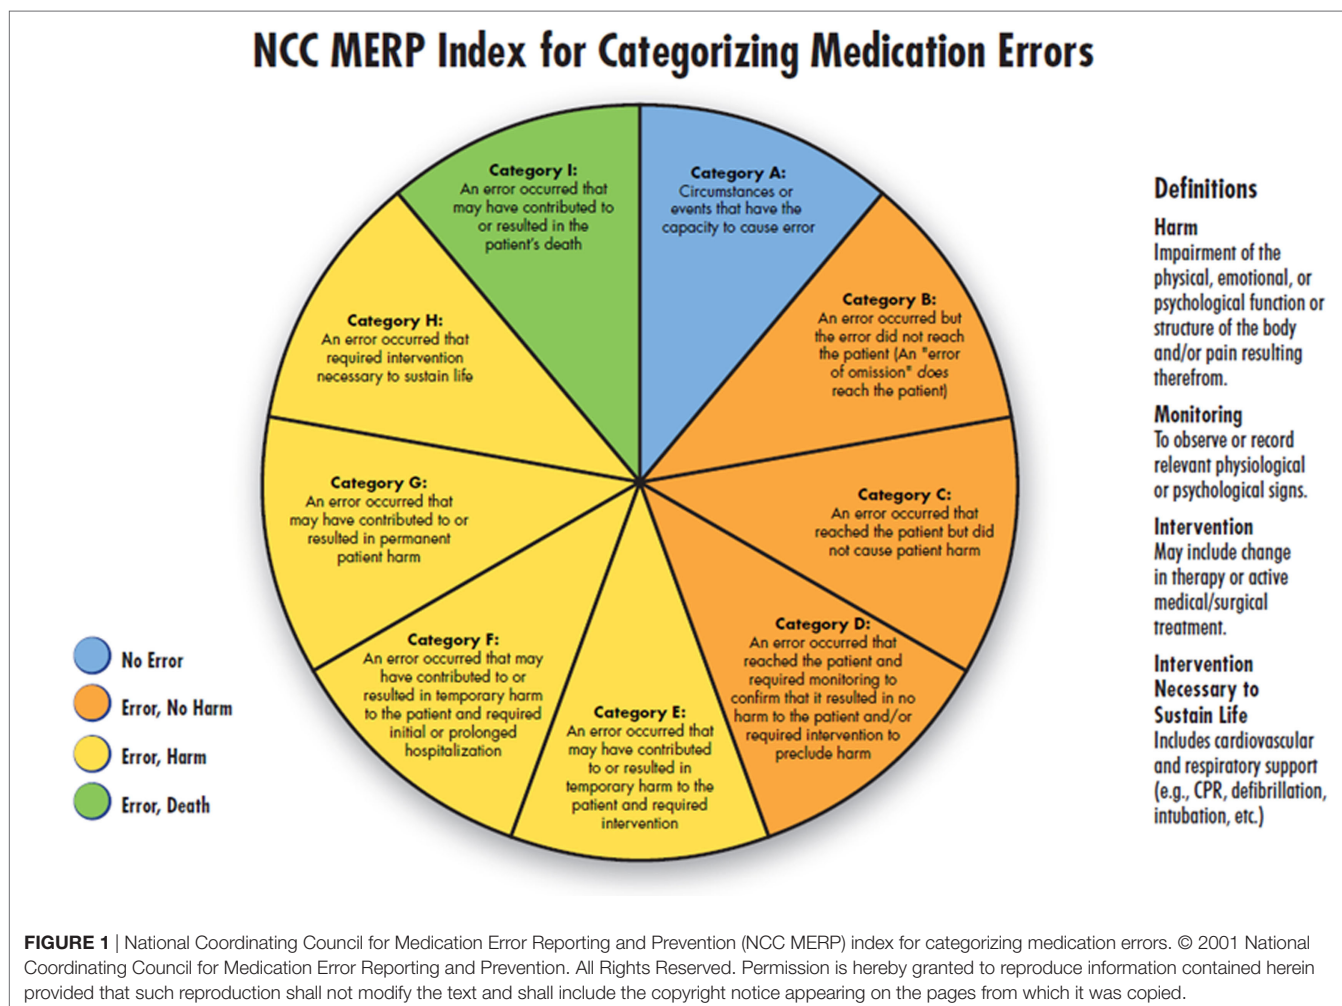 NCC MERP Index for Categorizing Medication Errors
Category I:
An error occurred that
may have contributed to
or resulted in the
patient's death
Category A:
Circumstances or
events that have the
capacity to cause error
Category B:
An error occurred but
the error did not reach
the patient (An "error
of omission" does
reach the patient)
Category C:
An error occurred that
reached the patient but did
not cause patient harm
Category D:
An error occurred that
reached the patient and
required monitoring to
confirm that it resulted in no
harm to the patient and/or
required intervention to
preclude harm
Category E:
An error occurred that
may have contributed
to or resulted in
temporary harm to the
patient and required
intervention
Category F:
An error occurred that may
have contributed to or
resulted in temporary harm
to the patient and required
initial or prolonged
hospitalization
Category G:
An error occurred that
may have contributed to or
resulted in permanent
patient harm
Category H:
An error occurred that
required intervention
necessary to sustain life
No Error
Error, No Harm
Error, Harm
Error, Death
Definitions
Harm
Impairment of the
physical, emotional, or
psychological function or
structure of the body
and/or pain resulting
therefrom.
Monitoring
To observe or record
relevant physiological
or psychological signs.
Intervention
May include change
in therapy or active
medical/surgical
treatment.
Intervention
Necessary to
Sustain Life
Includes cardiovascular
and respiratory support
(e.g., CPR, defibrillation,
intubation, etc.)
FIGURE 1 | National Coordinating Council for Medication Error Reporting and Prevention (NCC MERP) index for categorizing medication errors. © 2001 National
Coordinating Council for Medication Error Reporting and Prevention. All Rights Reserved. Permission is hereby granted to reproduce information contained herein
provided that such reproduction shall not modify the text and shall include the copyright notice appearing on the pages from which it was copied.